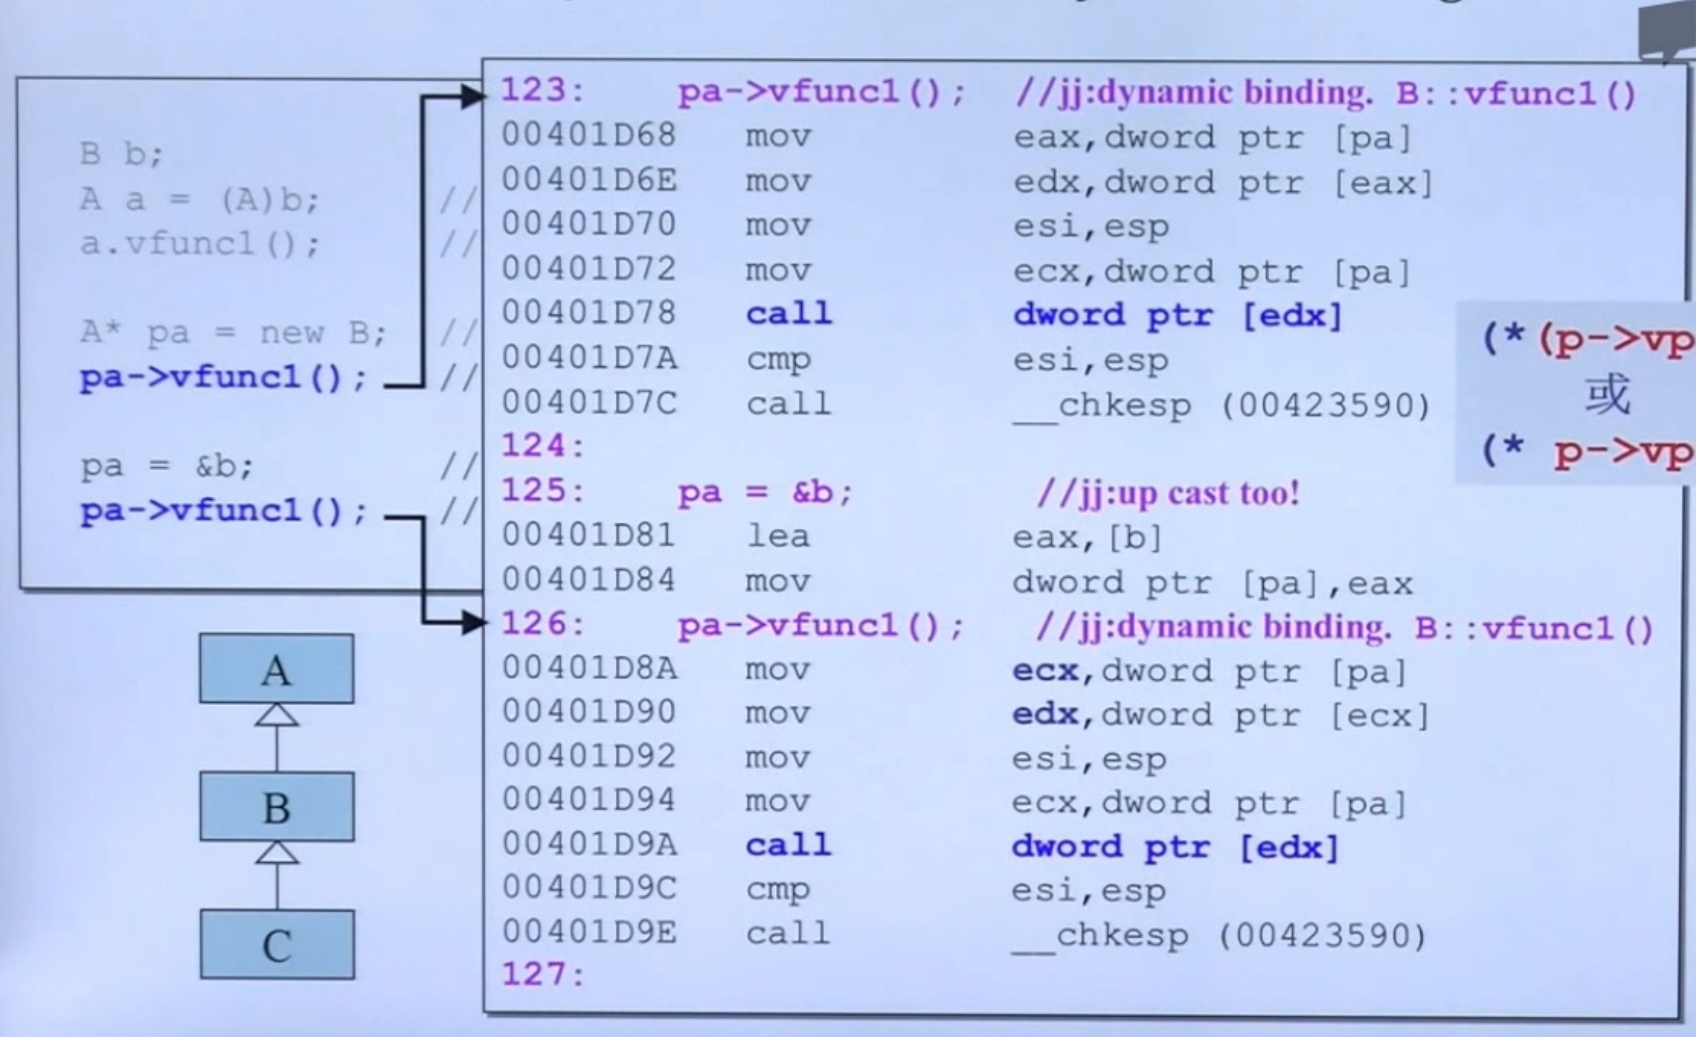 B b;
A a = (A)b; //
a.vfunc1(); //
A* pa = new B; //
pa->vfunc1(); //
pa = &b; //
pa->vfunc1(); //
A
B
C
123: pa->vfunc1(); //jj:dynamic binding. B::vfunc1()
00401D68 mov eax,dword ptr [pa]
00401D6E mov edx,dword ptr [eax]
00401D70 mov esi,esp
00401D72 mov ecx,dword ptr [pa]
00401D78 call dword ptr [edx]
00401D7A cmp esi,esp
00401D7C call __chkesp (00423590)
124:
125: pa = &b; //jj:up cast too!
00401D81 lea eax,[b]
00401D84 mov dword ptr [pa],eax
126: pa->vfunc1(); //jj:dynamic binding. B::vfunc1()
00401D8A mov ecx,dword ptr [pa]
00401D90 mov edx,dword ptr [ecx]
00401D92 mov esi,esp
00401D94 mov ecx,dword ptr [pa]
00401D9A call dword ptr [edx]
00401D9C cmp esi,esp
00401D9E call __chkesp (00423590)
127:
(*(p->vp
或
(* p->vp